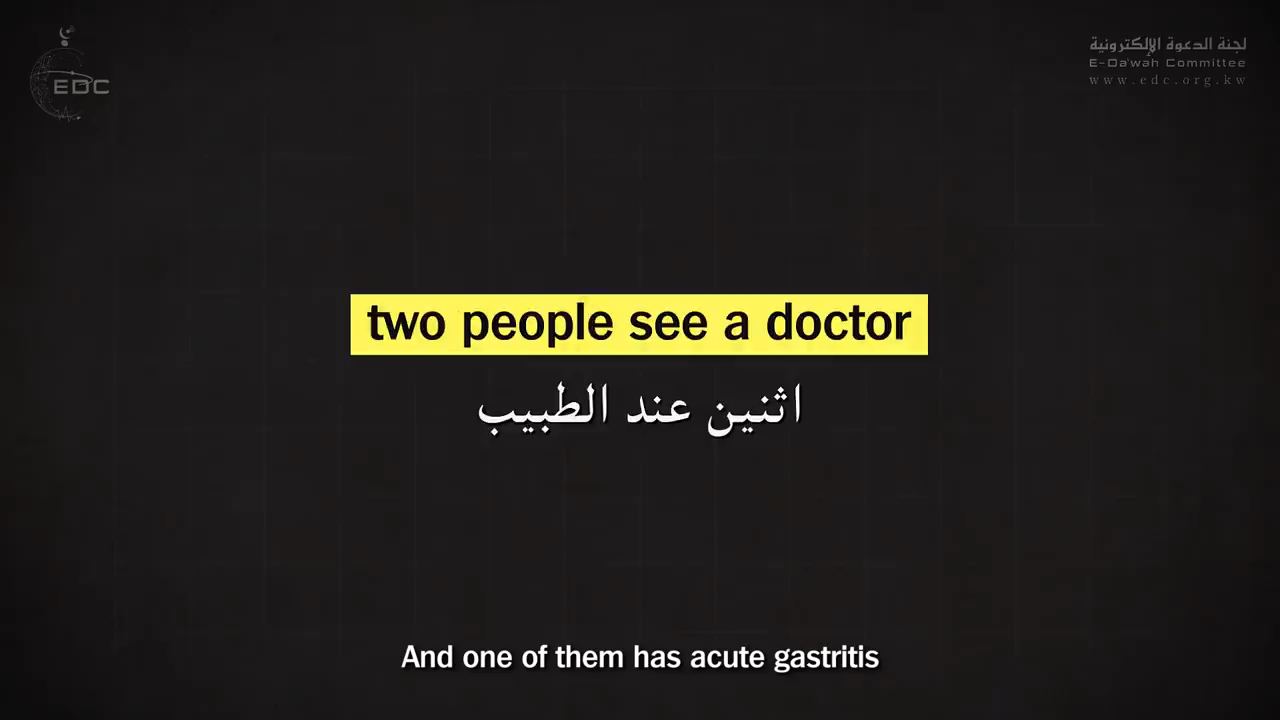 EDC
لجنة الدعوة الإلكترونية
E-Da'wah Committee
www.edc.org.kw
two people see a doctor
اثنين عند الطبيب
And one of them has acute gastritis